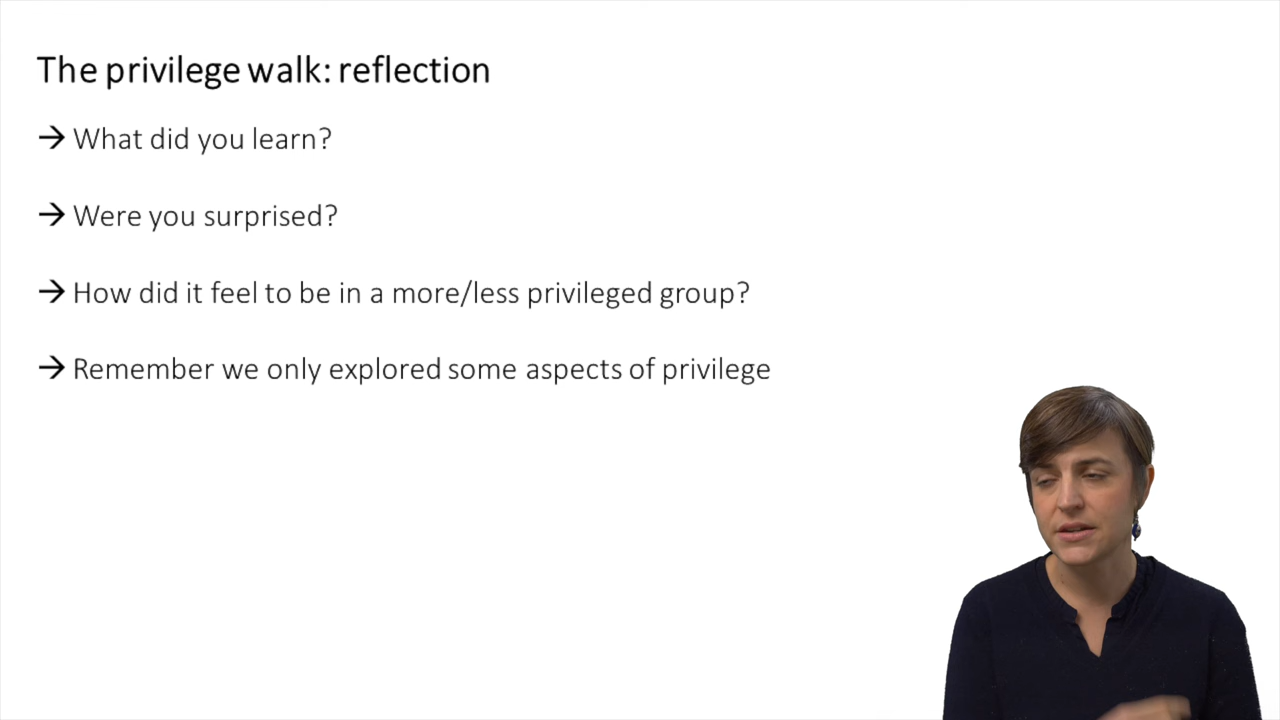 The privilege walk: reflection
→ What did you learn?
→ Were you surprised?
→ How did it feel to be in a more/less privileged group?
→ Remember we only explored some aspects of privilege